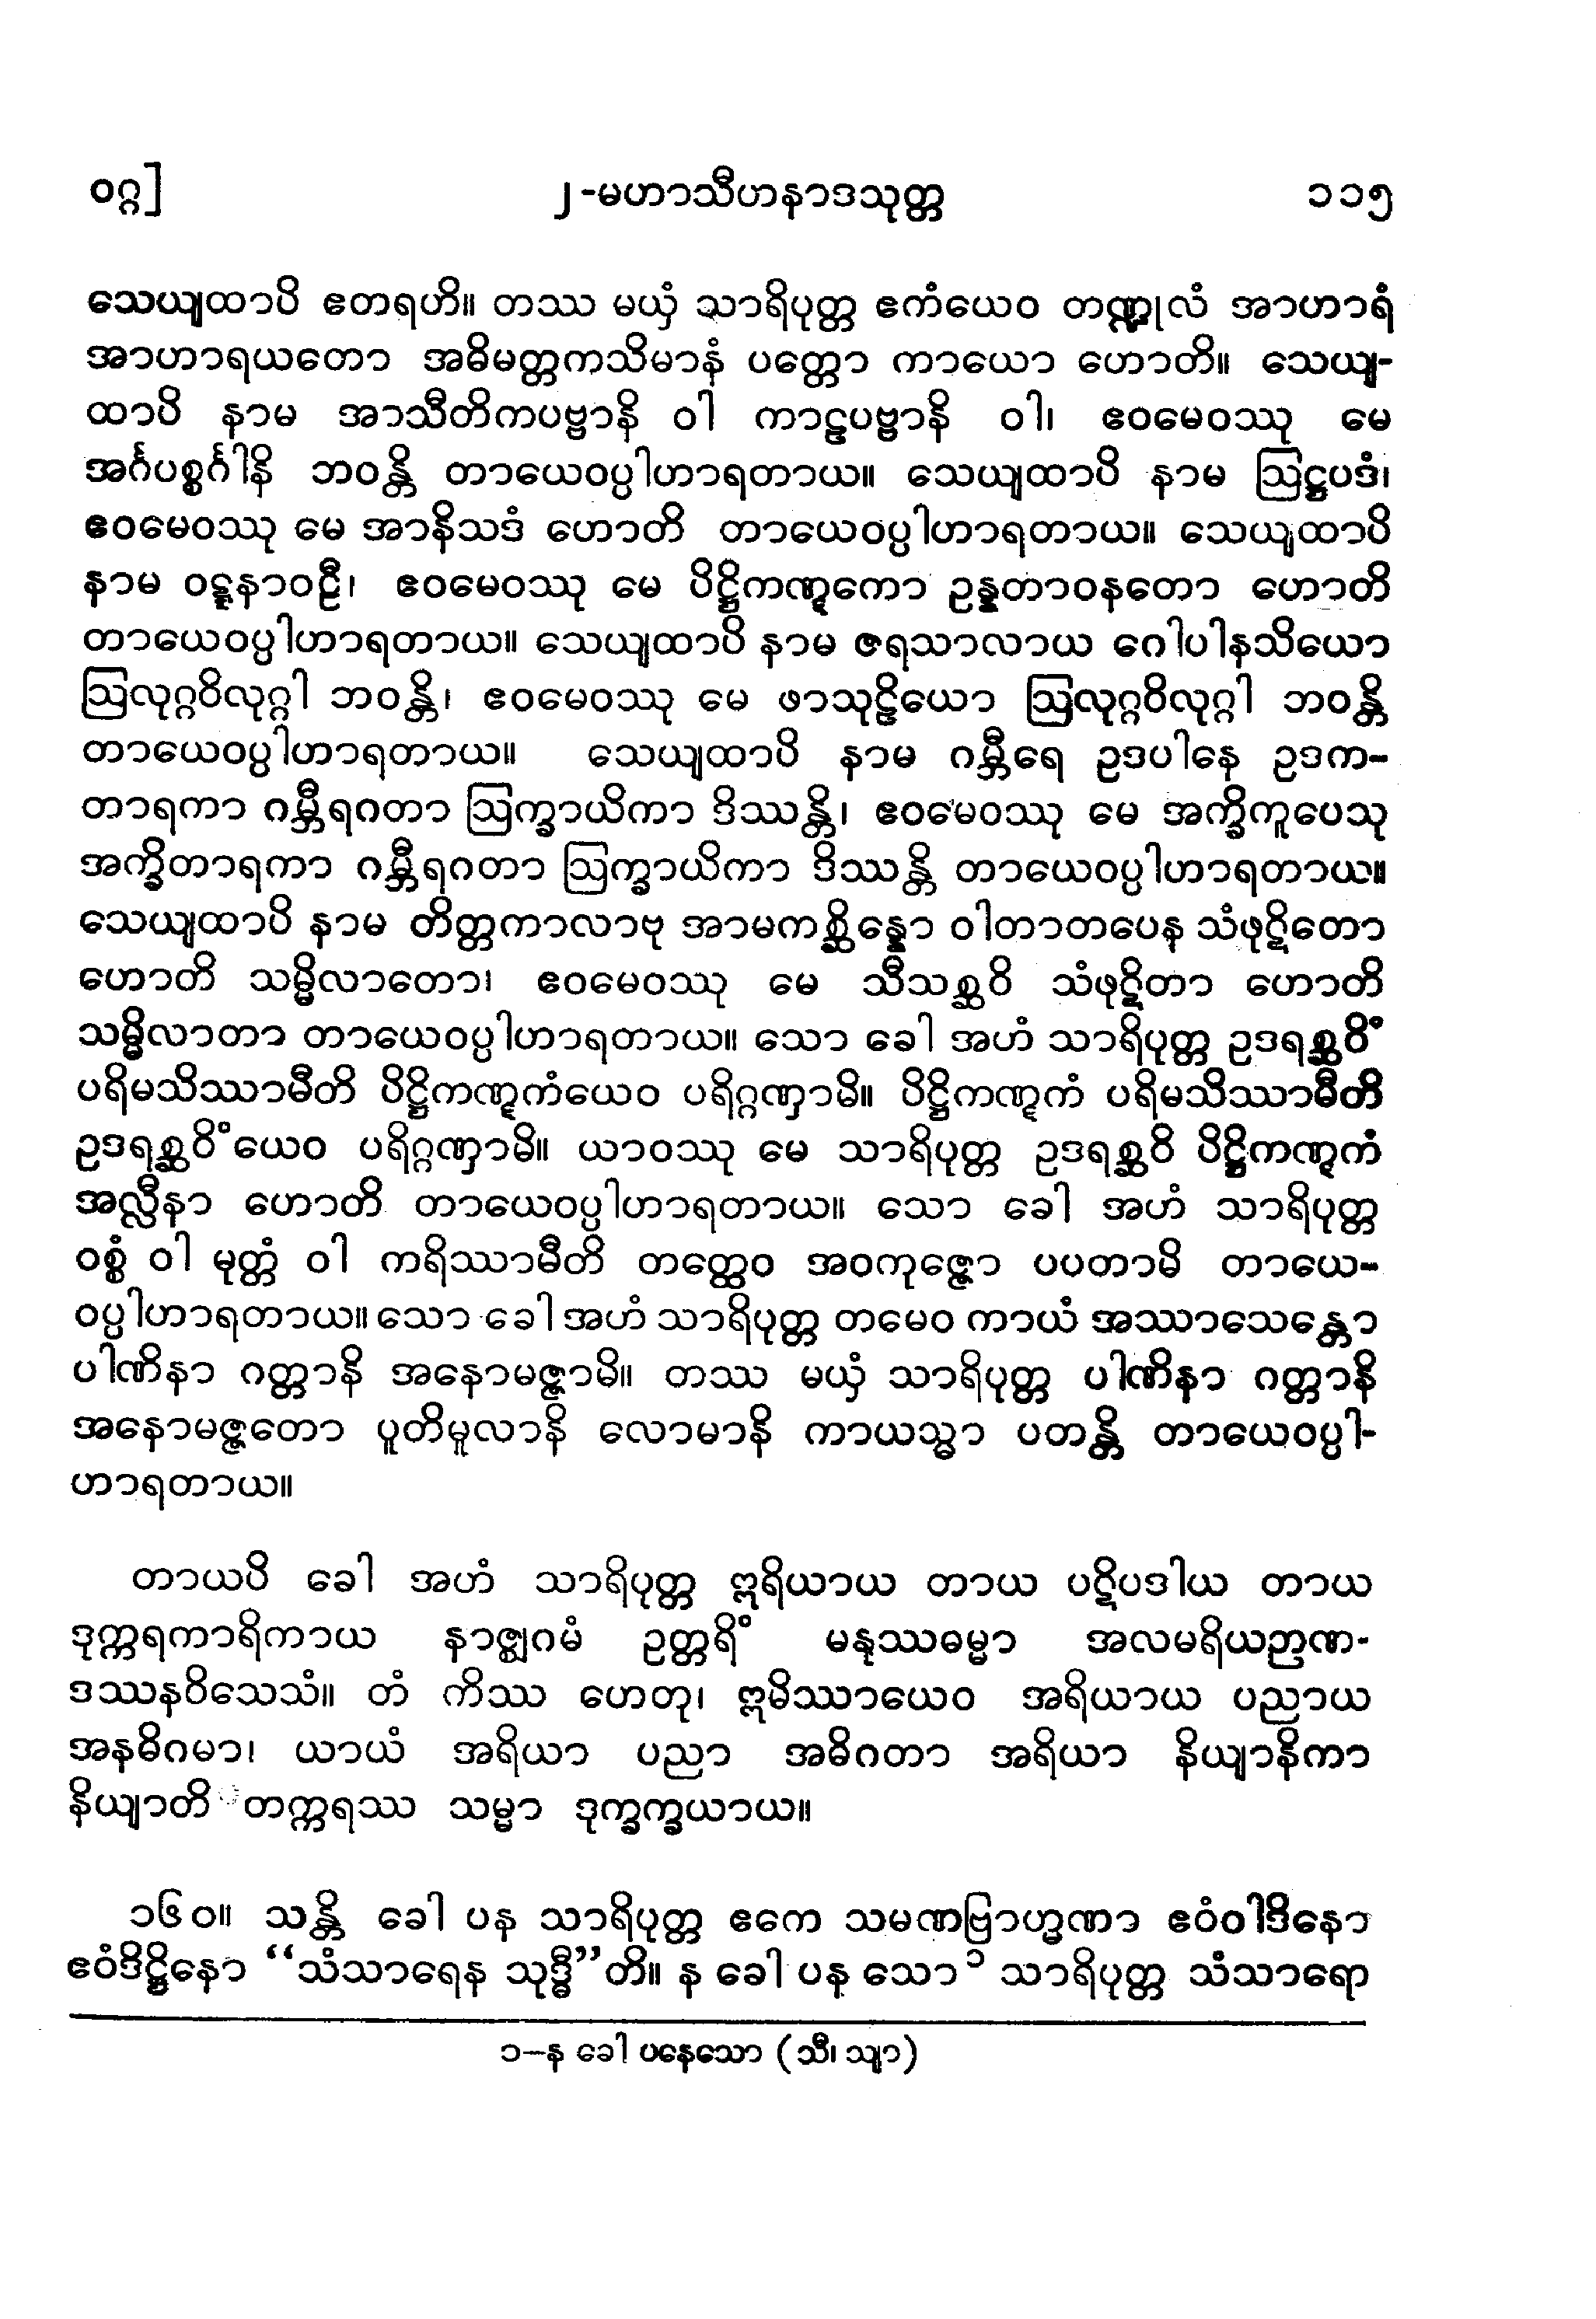 ဝဂ္ဂ]
၂-မဟာသီဟနာဒသုတ္တ
၁၁၅
သေယျထာပိ ဧတရဟိ။ တဿ မယှံ သာရိပုတ္တ ဧကံယေဝ တဏ္ဍုလံ အာဟာရံ
အာဟာရယတော အဓိမတ္တကသိမာနံ ပတ္တော ကာယော ဟောတိ။ သေယျ-
ထာပိ နာမ အာသီတိကပဗ္ဗာနိ ဝါ ကာဠပဗ္ဗာနိ ဝါ၊ ဧဝမေဝဿု မေ
အင်္ဂပစ္စင်္ဂါနိ ဘဝန္တိ တာယေဝပ္ပါဟာရတာယ။ သေယျထာပိ နာမ ဩဋ္ဌပဒံ၊
ဧဝမေဝဿု မေ အာနိသဒံ ဟောတိ တာယေဝပ္ပါဟာရတာယ။ သေယျထာပိ
နာမ ဝဋ္ဋနာဝဠီ၊ ဧဝမေဝဿု မေ ပိဋ္ဌိကဏ္ဋကော ဥန္နတာဝနတော ဟောတိ
တာယေဝပ္ပါဟာရတာယ။ သေယျထာပိ နာမ ဇရသာလာယ ဂေါပါနသိယော
ဩလုဂ္ဂဝိလုဂ္ဂါ ဘဝန္တိ၊ ဧဝမေဝဿု မေ ဖာသုဠိယော ဩလုဂ္ဂဝိလုဂ္ဂါ ဘဝန္တိ
တာယေဝပ္ပါဟာရတာယ။ သေယျထာပိ နာမ ဂမ္ဘီရေ ဥဒပါနေ ဥဒက-
တာရကာ ဂမ္ဘီရဂတာ ဩက္ခာယိကာ ဒိဿန္တိ၊ ဧဝမေဝဿု မေ အက္ခိကူပေသု
အက္ခိတာရကာ ဂမ္ဘီရဂတာ ဩက္ခာယိကာ ဒိဿန္တိ တာယေဝပ္ပါဟာရတာယ။
သေယျထာပိ နာမ တိတ္တကာလာဗု အာမကစ္ဆိန္နော ဝါတာတပေန သံဖုဋိတော
ဟောတိ သမ္မိလာတော၊ ဧဝမေဝဿု မေ သီသစ္ဆဝိ သံဖုဋိတာ ဟောတိ
သမ္မိလာတာ တာယေဝပ္ပါဟာရတာယ။ သော ခေါ အဟံ သာရိပုတ္တ ဥဒရစ္ဆဝိံ
ပရိမသိဿာမီတိ ပိဋ္ဌိကဏ္ဋကံယေဝ ပရိဂ္ဂဏှာမိ။ ပိဋ္ဌိကဏ္ဋကံ ပရိမသိဿာမီတိ
ဥဒရစ္ဆဝိံယေဝ ပရိဂ္ဂဏှာမိ။ ယာဝဿု မေ သာရိပုတ္တ ဥဒရစ္ဆဝိ ပိဋ္ဌိကဏ္ဋကံ
အလ္လီနာ ဟောတိ တာယေဝပ္ပါဟာရတာယ။ သော ခေါ အဟံ သာရိပုတ္တ
ဝစ္စံ ဝါ မုတ္တံ ဝါ ကရိဿာမီတိ တတ္ထေဝ အဝကုဇ္ဇော ပပတာမိ တာယေ-
ဝပ္ပါဟာရတာယ။ သော ခေါ အဟံ သာရိပုတ္တ တမေဝ ကာယံ အဿာသေန္တော
ပါဏိနာ ဂတ္တာနိ အနောမဇ္ဇာမိ။ တဿ မယှံ သာရိပုတ္တ ပါဏိနာ ဂတ္တာနိ
အနောမဇ္ဇတော ပူတိမူလာနိ လောမာနိ ကာယသ္မာ ပတန္တိ တာယေဝပ္ပါ-
ဟာရတာယ။
တာယပိ ခေါ အဟံ သာရိပုတ္တ ဣရိယာယ တာယ ပဋိပဒါယ တာယ
ဒုက္ကရကာရိကာယ နာဇ္ဈဂမံ ဥတ္တရိံ မနုဿဓမ္မာ အလမရိယဉာဏ-
ဒဿနဝိသေသံ။ တံ ကိဿ ဟေတု၊ ဣမိဿာယေဝ အရိယာယ ပညာယ
အနဓိဂမာ၊ ယာယံ အရိယာ ပညာ အဓိဂတာ အရိယာ နိယျာနိကာ
နိယျာတိ တက္ကရဿ သမ္မာ ဒုက္ခက္ခယာယ။
၁၆၀။ သန္တိ ခေါ ပန သာရိပုတ္တ ဧကေ သမဏဗြာဟ္မဏာ ဧဝံဝါဒိနော
ဧဝံဒိဋ္ဌိနော “သံသာရေန သုဒ္ဓီ”တိ။ န ခေါ ပန သော၁ သာရိပုတ္တ သံသာရော
၁–န ခေါ ပနေသော (သီ၊ သျာ)